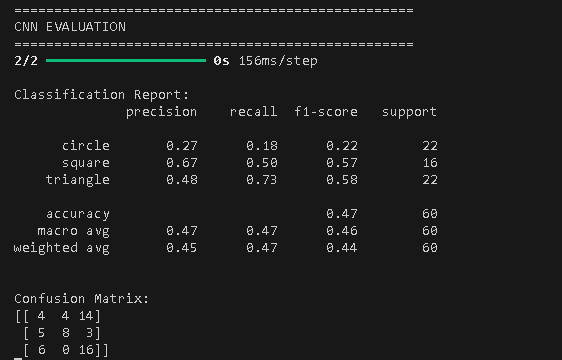 ==================================================
CNN EVALUATION
==================================================
2/2 ━━━━━━━━━━━━━━━━━━━━ 0s 156ms/step
Classification Report:
precision recall f1-score support
circle 0.27 0.18 0.22 22
square 0.67 0.50 0.57 16
triangle 0.48 0.73 0.58 22
accuracy 0.47 60
macro avg 0.47 0.47 0.46 60
weighted avg 0.45 0.47 0.44 60
Confusion Matrix:
[[ 4 4 14]
[ 5 8 3]
[ 6 0 16]]